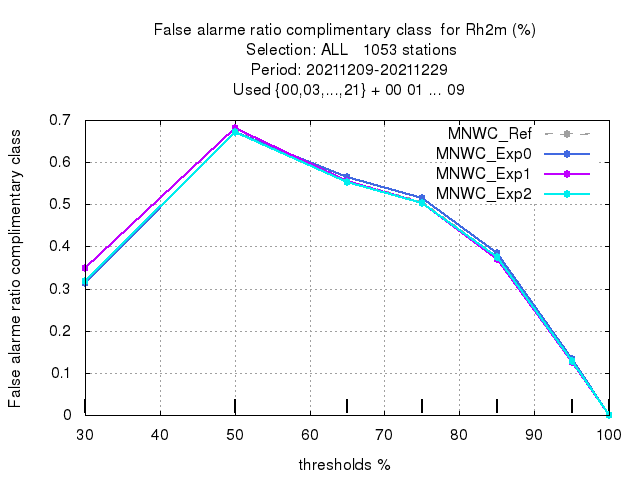 False alarme ratio complimentary class  for Rh2m (%)
Selection: ALL   1053 stations
Period: 20211209-20211229
Used {00,03,...,21} + 00 01 ... 09
False alarme ratio complimentary class
0.7
0.6
0.5
0.4
0.3
0.2
0.1
0
MNWC_Ref
MNWC_Exp0
MNWC_Exp1
MNWC_Exp2
30 40 50 60 70 80 90 100
thresholds %